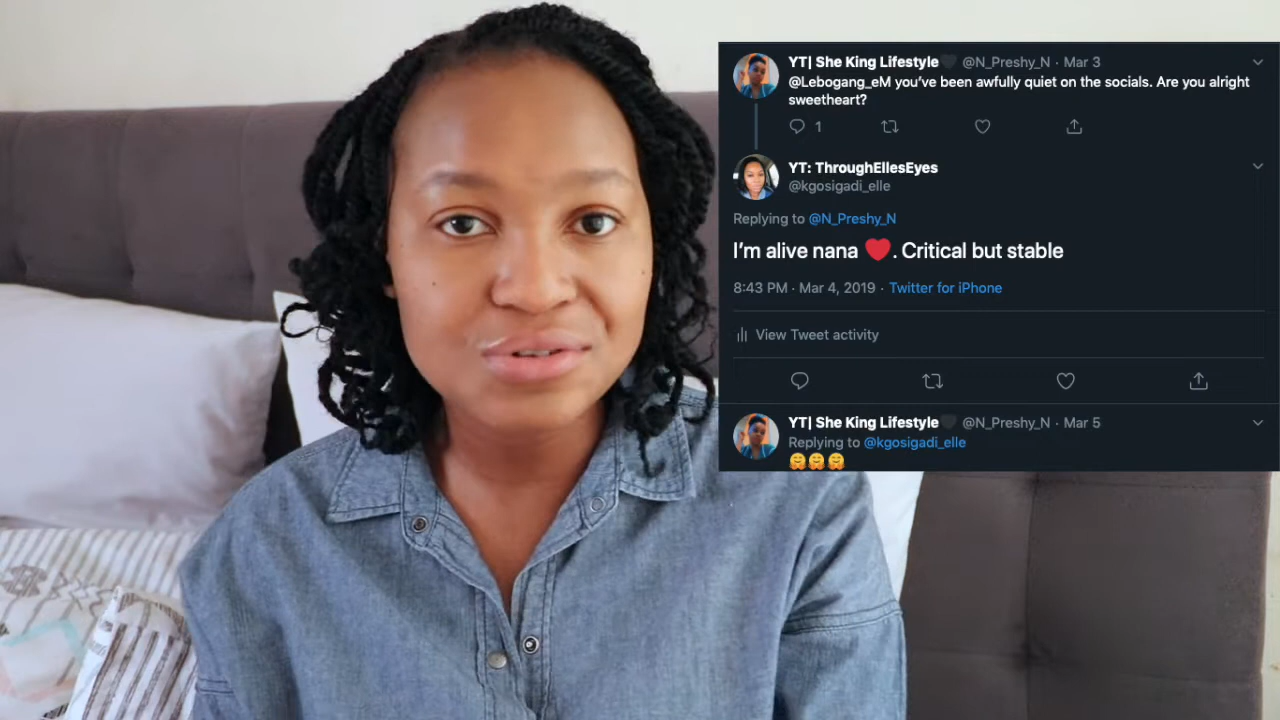 YT| She King Lifestyle🖤 @N_Preshy_N · Mar 3
@Lebogang_eM you've been awfully quiet on the socials. Are you alright
sweetheart?
1
YT: ThroughEllesEyes
@kgosigadi_elle
Replying to @N_Preshy_N
I'm alive nana ❤️. Critical but stable
8:43 PM · Mar 4, 2019 · Twitter for iPhone
View Tweet activity
YT| She King Lifestyle🖤 @N_Preshy_N · Mar 5
Replying to @kgosigadi_elle
🤗🤗🤗